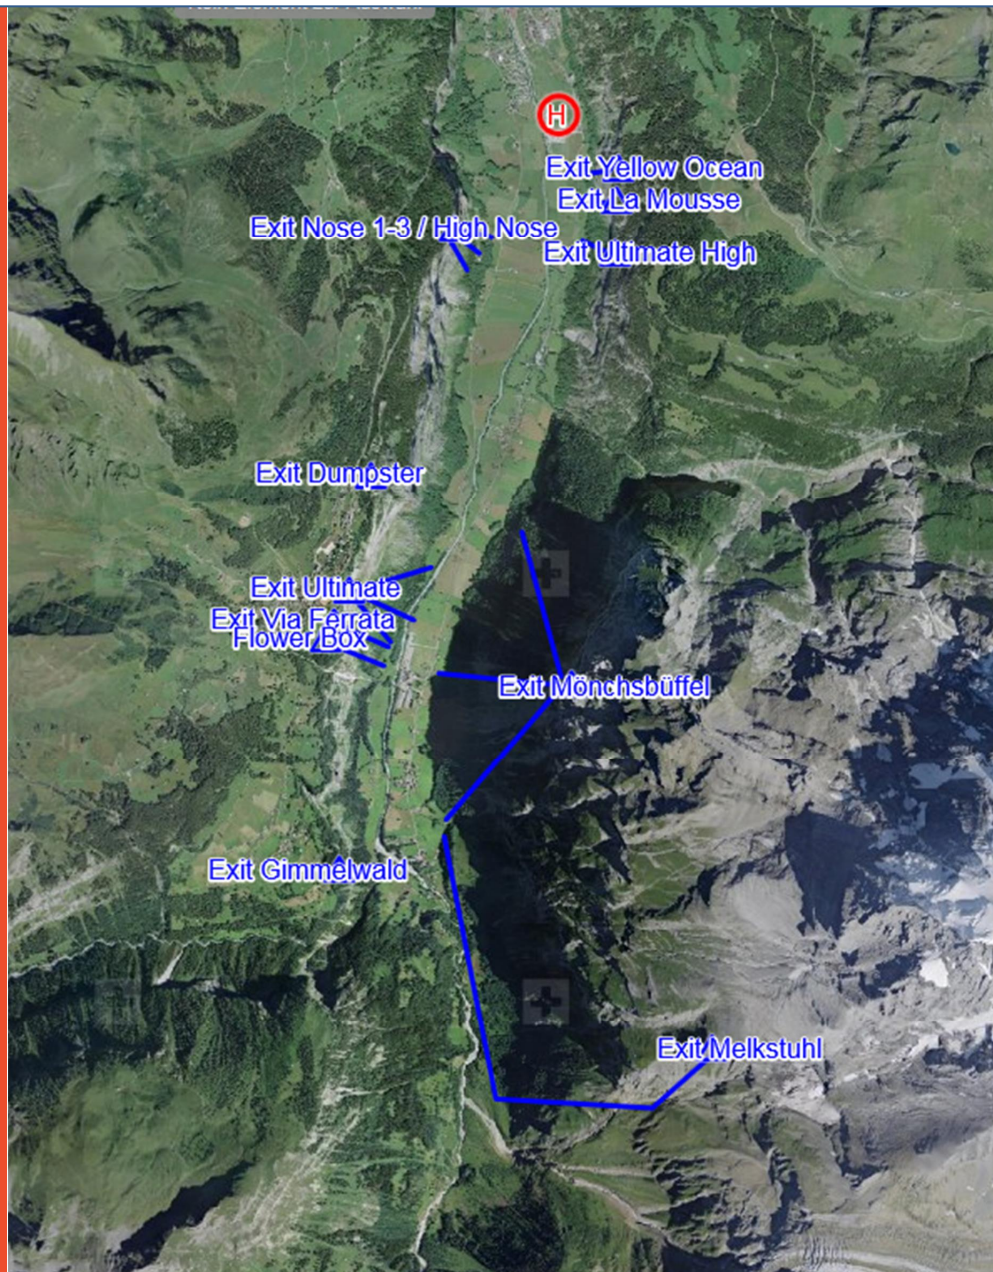 H
Exit Yellow Ocean
Exit La Mousse
Exit Nose 1-3 / High Nose
Exit Ultimate High
Exit Dumpster
Exit Ultimate
Exit Via Ferrata
Flower Box
Exit Mönchsbüffel
Exit Gimmelwald
Exit Melkstuhl